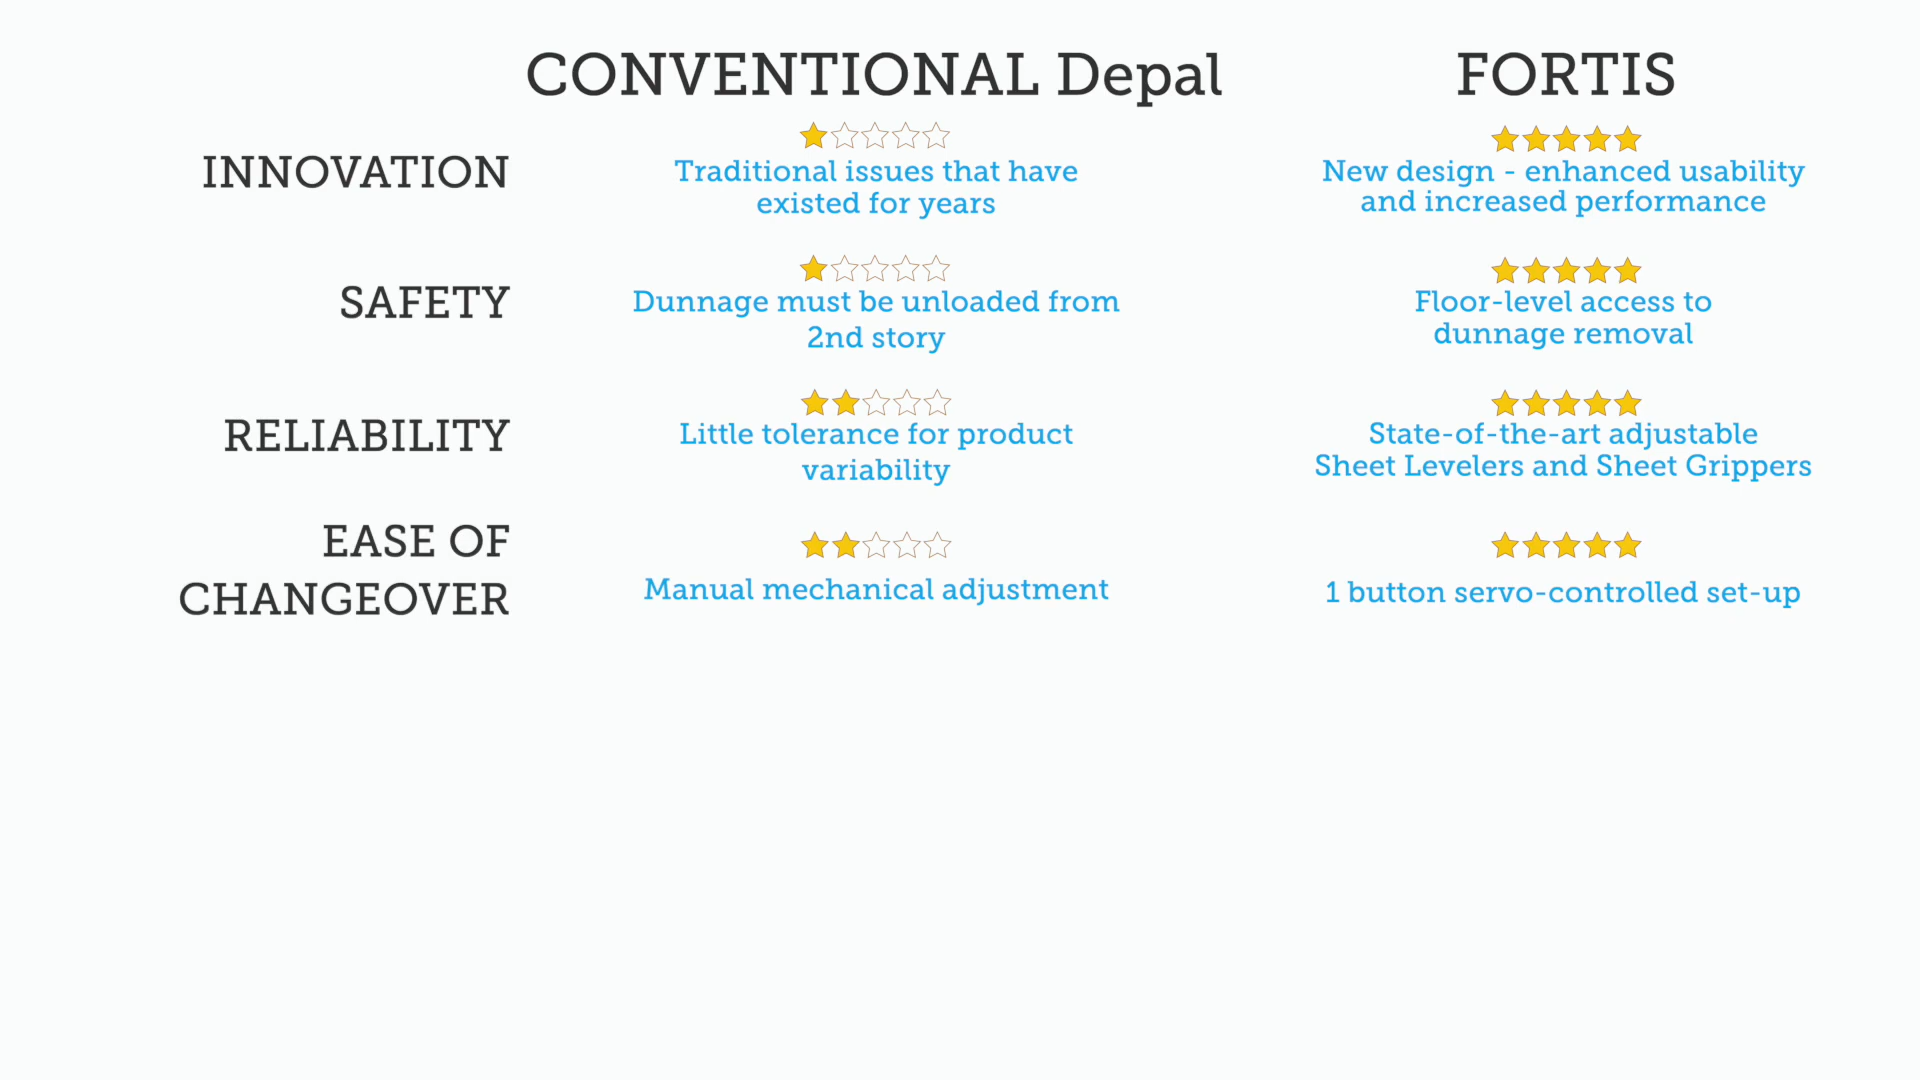 CONVENTIONAL Depal
FORTIS
INNOVATION
Traditional issues that have
existed for years
New design - enhanced usability
and increased performance
SAFETY
Dunnage must be unloaded from
2nd story
Floor-level access to
dunnage removal
RELIABILITY
Little tolerance for product
variability
State-of-the-art adjustable
Sheet Levelers and Sheet Grippers
EASE OF
CHANGEOVER
Manual mechanical adjustment
1 button servo-controlled set-up